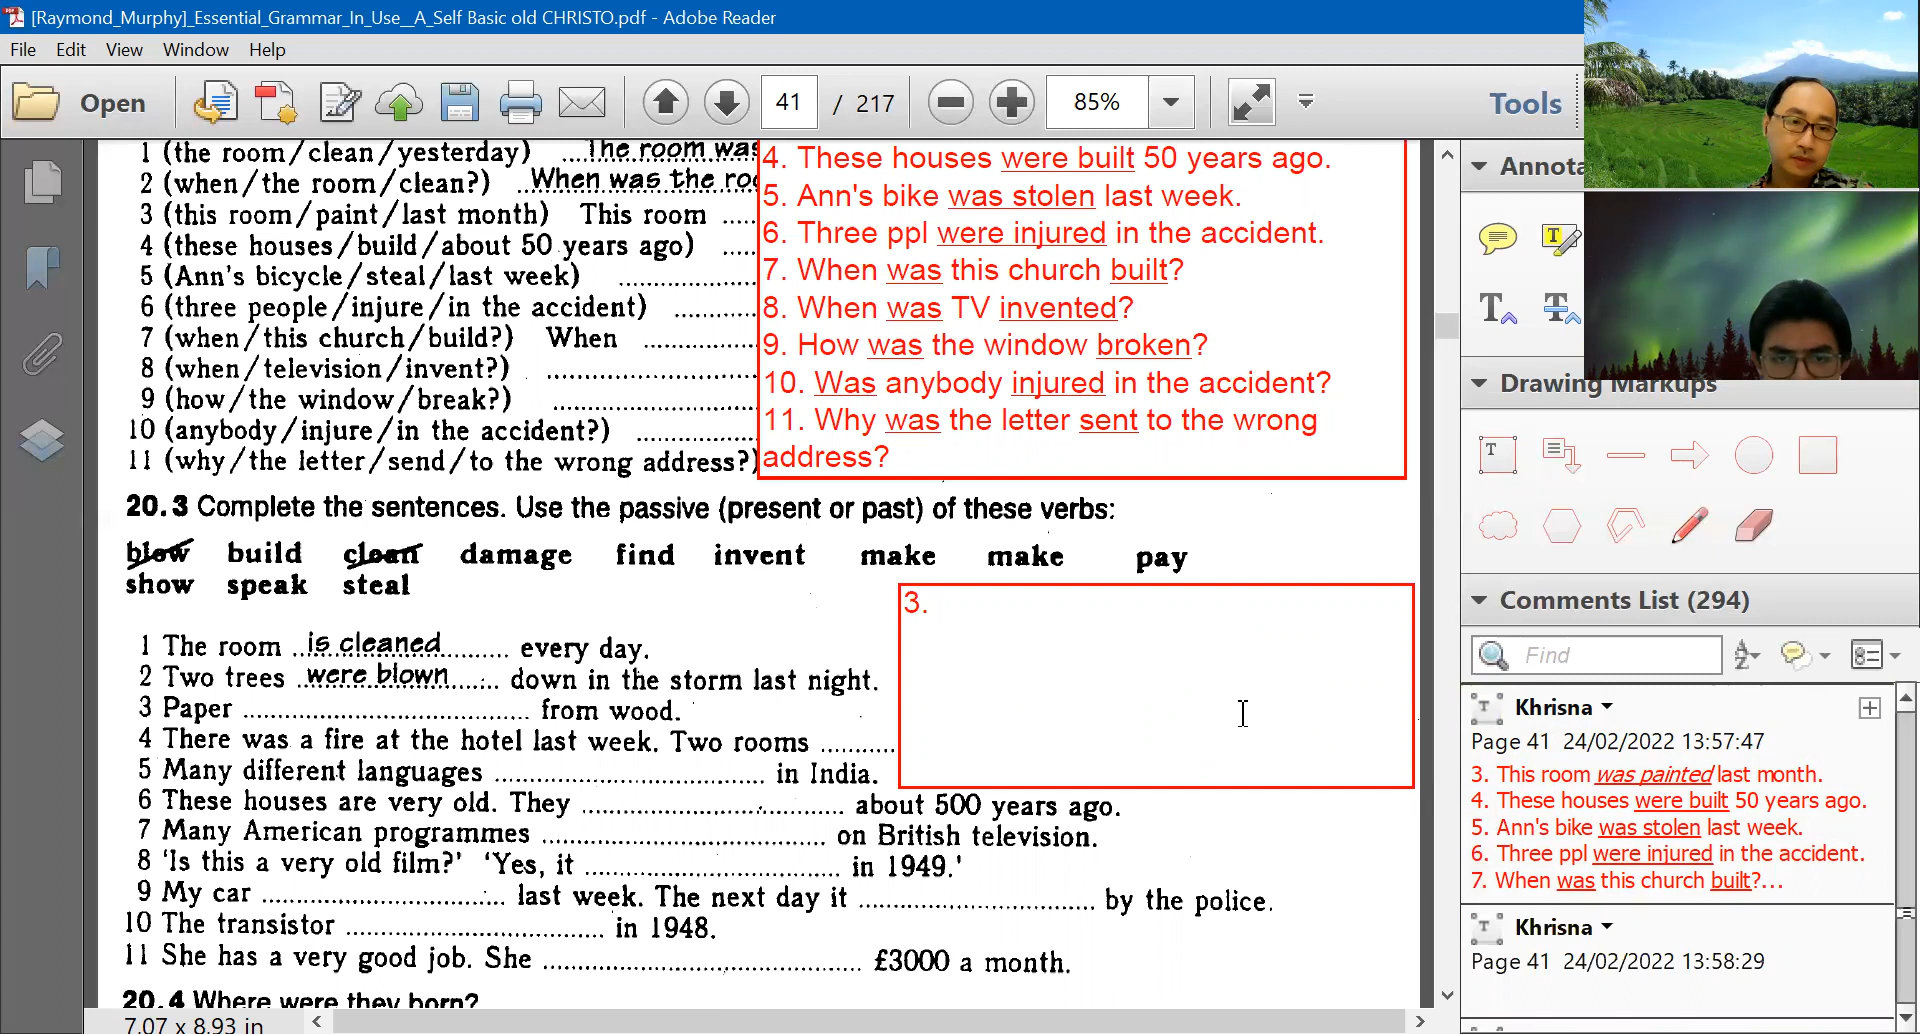 [Raymond_Murphy]_Essential_Grammar_In_Use__A_Self Basic old CHRISTO.pdf - Adobe Reader
File Edit View Window Help
Open 41 / 217 85% Tools
1 (the room/clean/yesterday) ....The room was
2 (when/the room/clean?) ..When was the roo
3 (this room/paint/last month) This room .....
4 (these houses/build/about 50 years ago) .....
5 (Ann's bicycle/steal/last week) ....................
6 (three people/injure/in the accident) ............
7 (when/this church/build?) When ................
8 (when/television/invent?) ..............................
9 (how/the window/break?) .............................
10 (anybody/injure/in the accident?) .................
11 (why/the letter/send/to the wrong address?)
4. These houses were built 50 years ago.
5. Ann's bike was stolen last week.
6. Three ppl were injured in the accident.
7. When was this church built?
8. When was TV invented?
9. How was the window broken?
10. Was anybody injured in the accident?
11. Why was the letter sent to the wrong
address?
20.3 Complete the sentences. Use the passive (present or past) of these verbs:
blow build clean damage find invent make make pay
show speak steal
3.
1 The room ..is cleaned.......... every day.
2 Two trees ..were blown....... down in the storm last night.
3 Paper ........................................ from wood.
4 There was a fire at the hotel last week. Two rooms ..........
5 Many different languages ...................................... in India.
6 These houses are very old. They ..................................... about 500 years ago.
7 Many American programmes ........................................ on British television.
8 'Is this a very old film?' 'Yes, it .................................... in 1949.'
9 My car .................................. last week. The next day it .................................. by the police.
10 The transistor ..................................... in 1948.
11 She has a very good job. She ............................................. £3000 a month.
20.4 Where were they born?
7.07 x 8.93 in
Annota
Drawing Markups
Comments List (294)
Find
Khrisna
Page 41 24/02/2022 13:57:47
3. This room was painted last month.
4. These houses were built 50 years ago.
5. Ann's bike was stolen last week.
6. Three ppl were injured in the accident.
7. When was this church built?...
Khrisna
Page 41 24/02/2022 13:58:29